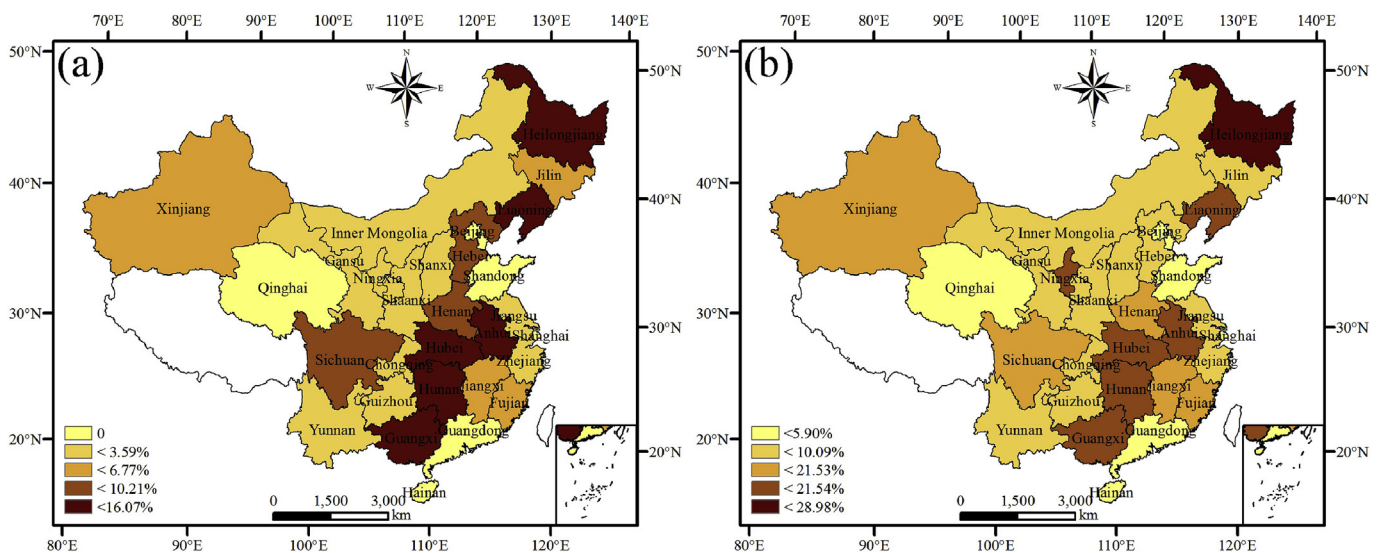 70°E 80°E 90°E 100°E 110°E 120°E 130°E 140°E
50°N
40°N
30°N
20°N
(a)
N
W E
S
50°N
40°N
30°N
20°N
Heilongjiang
Jilin
Liaoning
Xinjiang
Inner Mongolia
Beijing
Hebei
Gansu
Shanxi
Ningxia
Shandong
Qinghai
Shaanxi
Henan
Jiangsu
Anhui
Shanghai
Hubei
Sichuan
Chongqing
Zhejiang
Hunan
Jiangxi
Guizhou
Fujian
Yunnan
Guangxi
Guangdong
Hainan
0
< 3.59%
< 6.77%
< 10.21%
<16.07%
0 1,500 3,000
km
80°E 90°E 100°E 110°E 120°E
70°E 80°E 90°E 100°E 110°E 120°E 130°E 140°E
50°N
40°N
30°N
20°N
(b)
N
W E
S
50°N
40°N
30°N
20°N
Heilongjiang
Jilin
Liaoning
Xinjiang
Inner Mongolia
Beijing
Hebei
Gansu
Shanxi
Ningxia
Shandong
Qinghai
Shaanxi
Henan
Jiangsu
Anhui
Shanghai
Hubei
Sichuan
Chongqing
Zhejiang
Hunan
Jiangxi
Guizhou
Fujian
Yunnan
Guangxi
Guangdong
Hainan
<5.90%
< 10.09%
< 21.53%
< 21.54%
< 28.98%
0 1,500 3,000
km
80°E 90°E 100°E 110°E 120°E